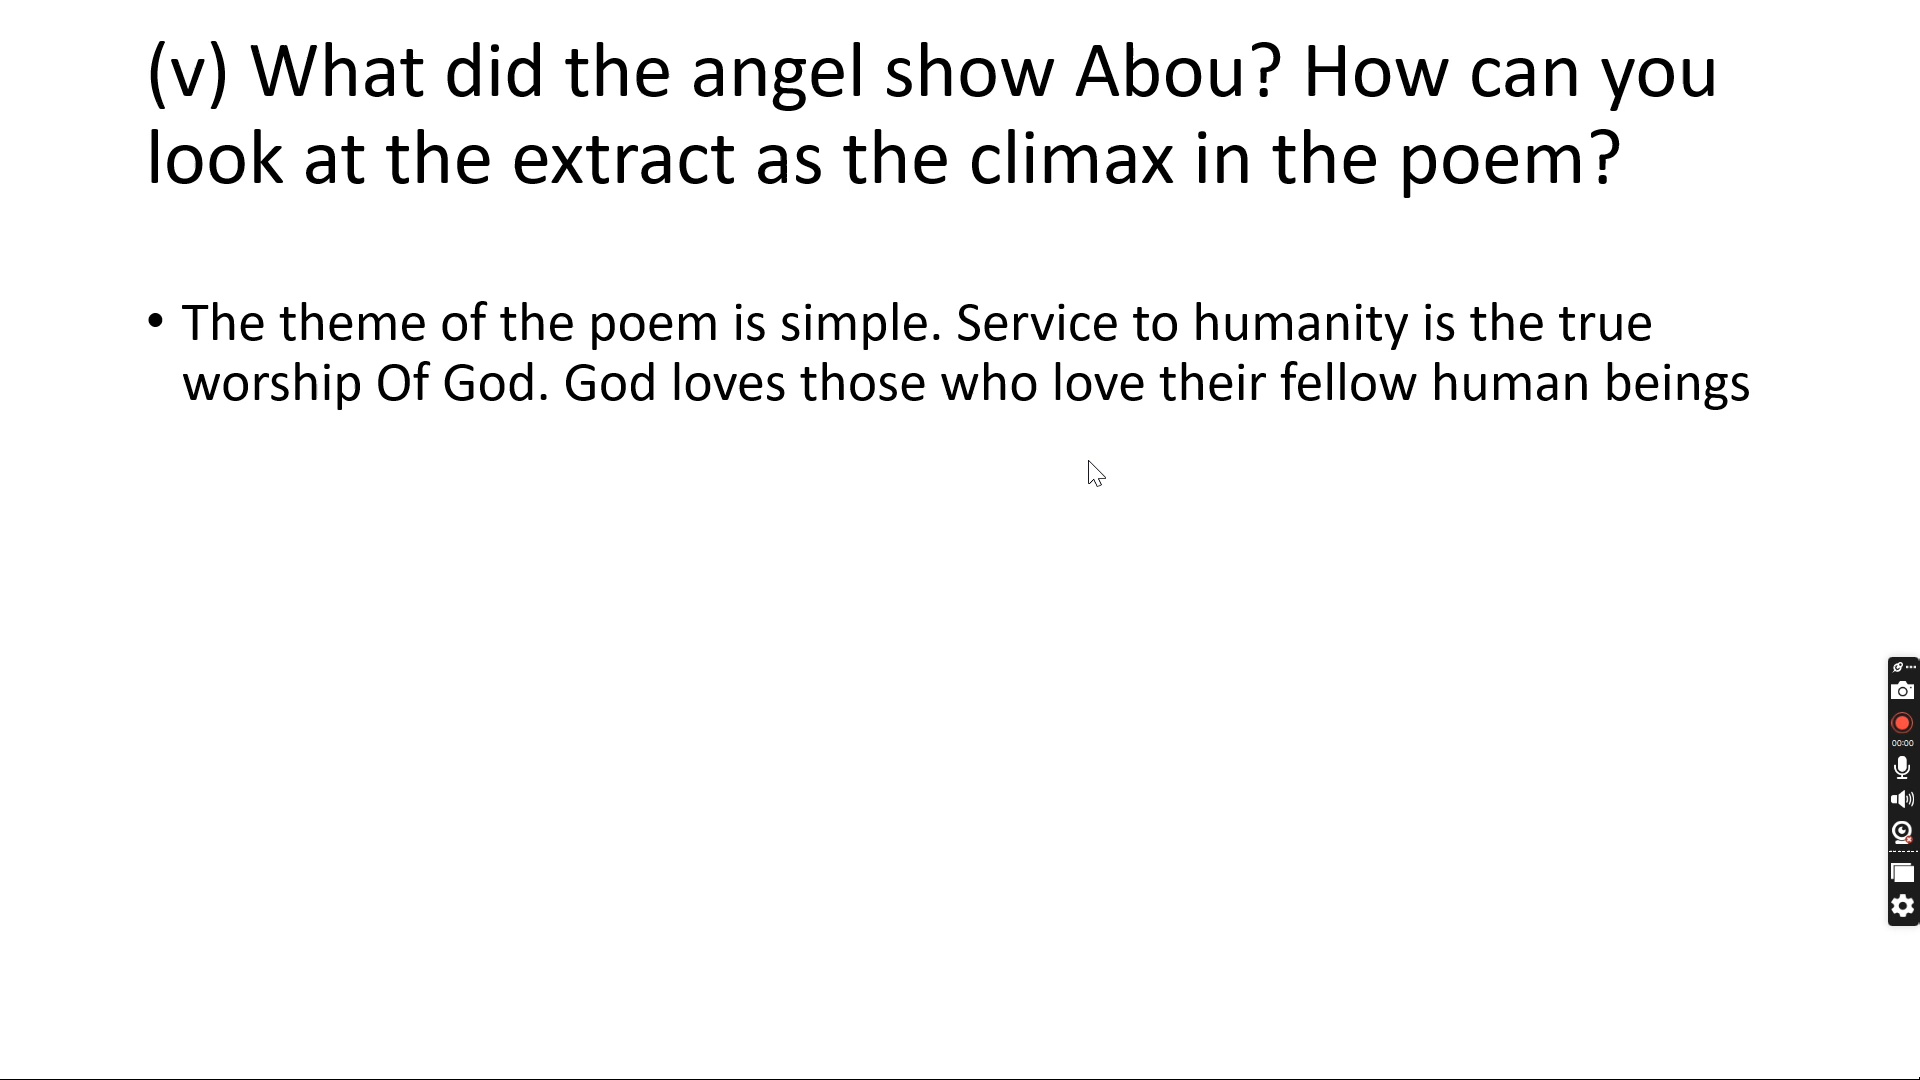 (v) What did the angel show Abou? How can you
look at the extract as the climax in the poem?
• The theme of the poem is simple. Service to humanity is the true
worship Of God. God loves those who love their fellow human beings
00:00